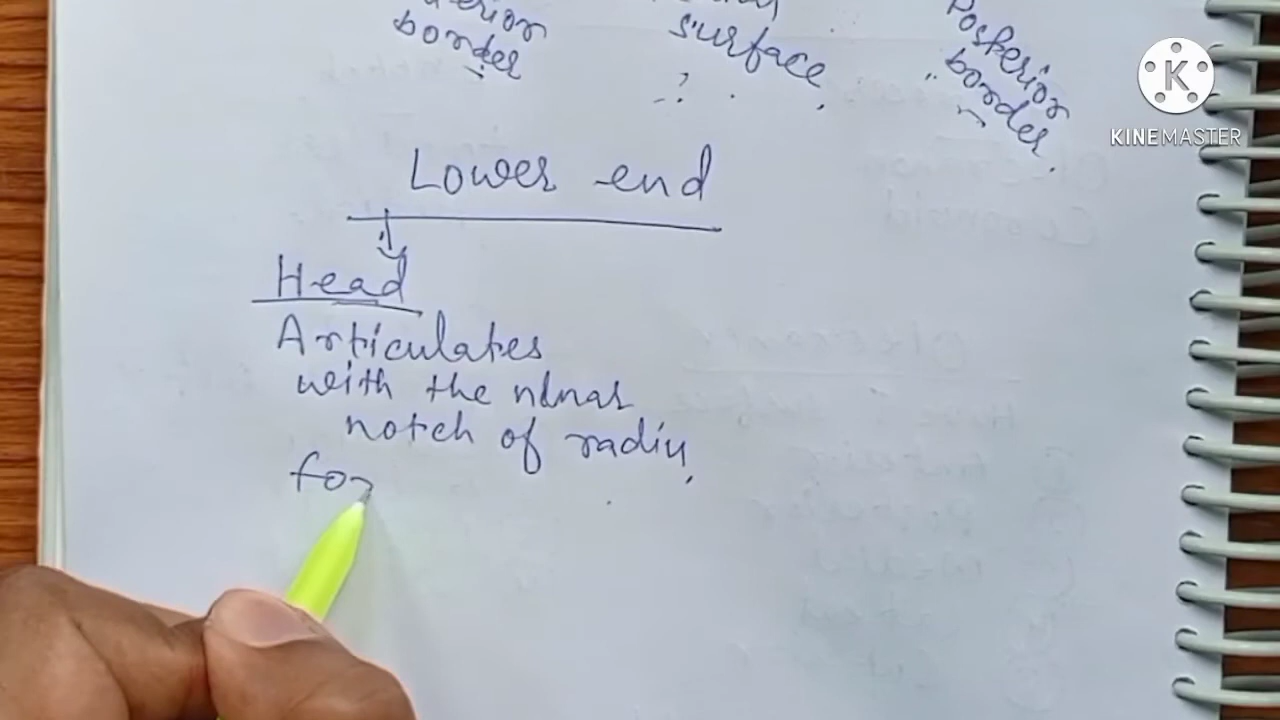 border
surface
Posterior
border.
KINEMASTER
Lower end
Head
Articulates
with the ulnar
notch of radius
for